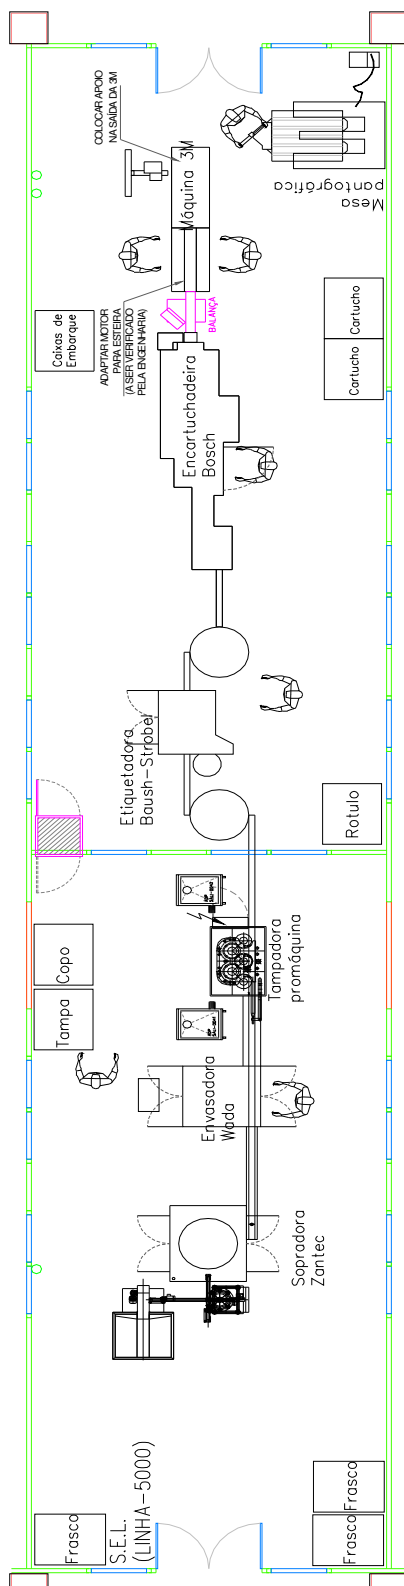 COLOCAR APOIO
NA SAÍDA DA 3M
Máquina 3M
Mesa
pantográfica
ADAPTAR MOTOR
PARA ESTEIRA
(A SER VERIFICADO
PELA ENGENHARIA)
BALANÇA
Caixas de
Embarque
Cartucho
Cartucho
Encartuchadeira
Bosch
Etiquetadora
Baush-Strobel
Rotulo
Copo
Tampa
Tampadora
promáquina
Envasadora
Wada
Sopradora
Zantec
S.E.L.
(LINHA-5000)
Frasco
Frasco
Frasco